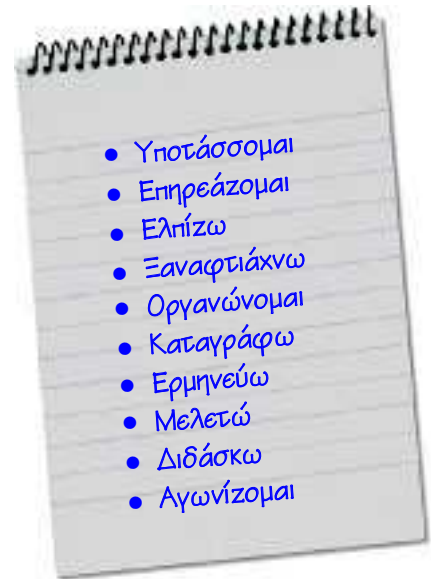 • Υποτάσσομαι
• Επηρεάζομαι
• Ελπίζω
• Ξαναφτιάχνω
• Οργανώνομαι
• Καταγράφω
• Ερμηνεύω
• Μελετώ
• Διδάσκω
• Αγωνίζομαι